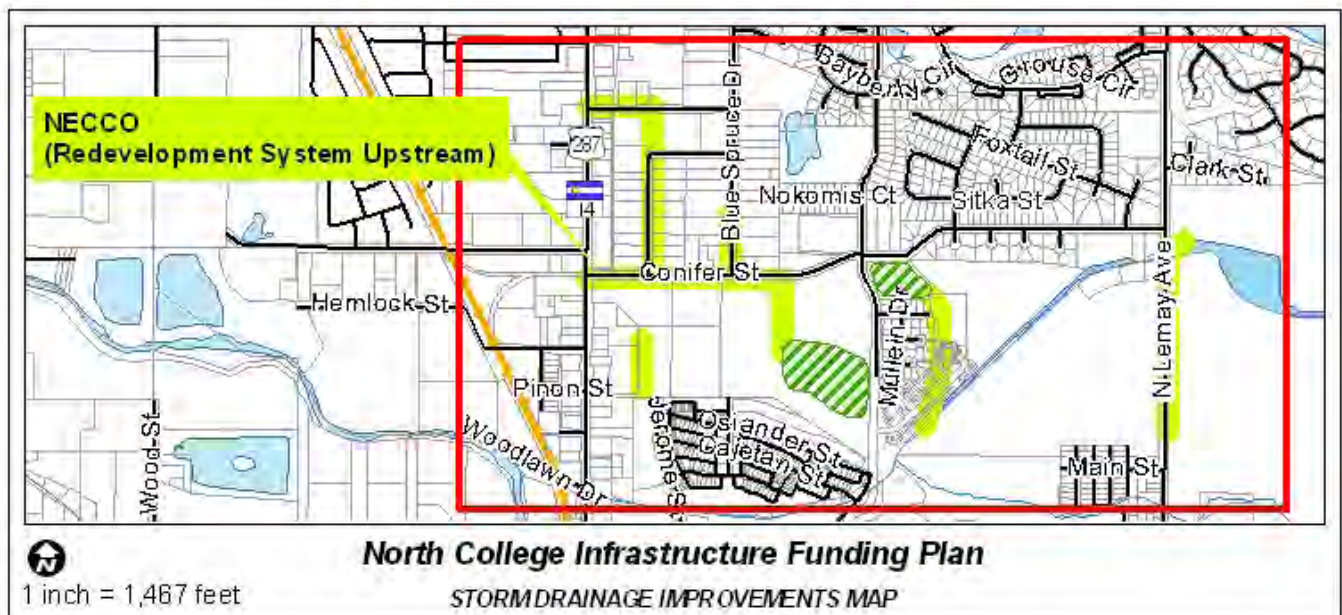 Bayberry Cir
Grouse Cir
NECCO
(Redevelopment System Upstream)
287
Blue Spruce Dr
Foxtail St
Clark St
14
Nokomis Ct
Sitka St
Conifer St
N Lemay Ave
Hemlock St
Mullein Dr
Pinon St
Jerome St
Osiander St
Cajetan St
Woodlawn Dr
Wood St
Main St
N
North College Infrastructure Funding Plan
1 inch = 1,467 feet
STORM DRAINAGE IMPROVEMENTS MAP